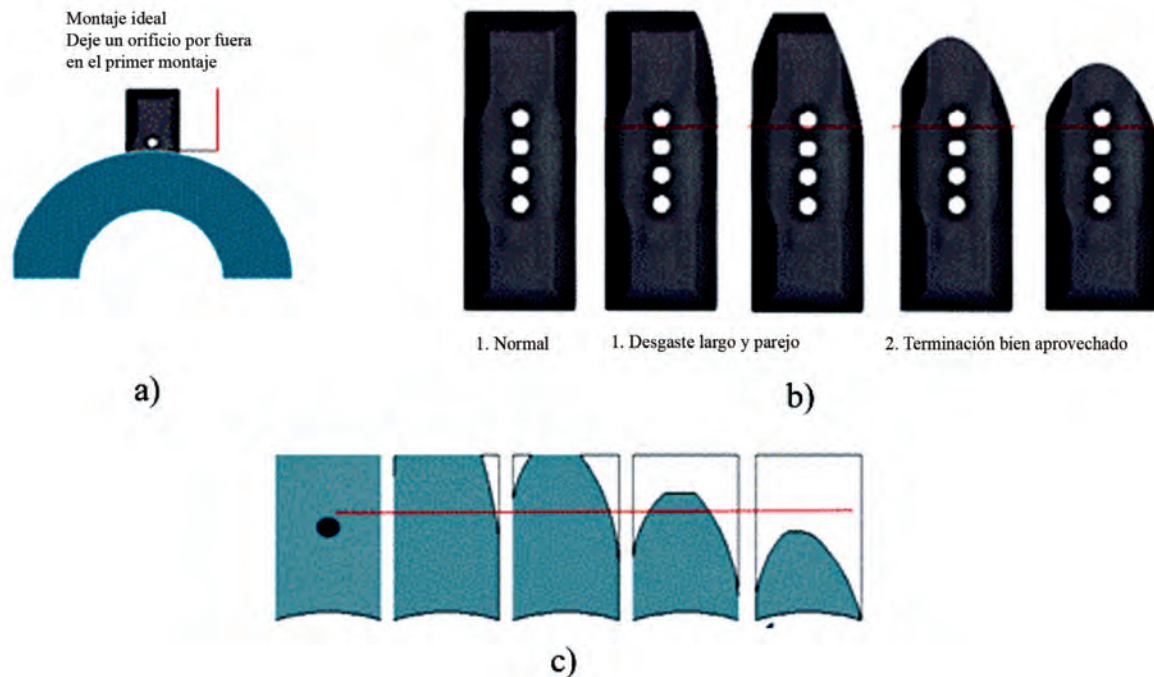 Montaje ideal
Deje un orificio por fuera
en el primer montaje
1. Normal
1. Desgaste largo y parejo
2. Terminación bien aprovechado
a)
b)
c)